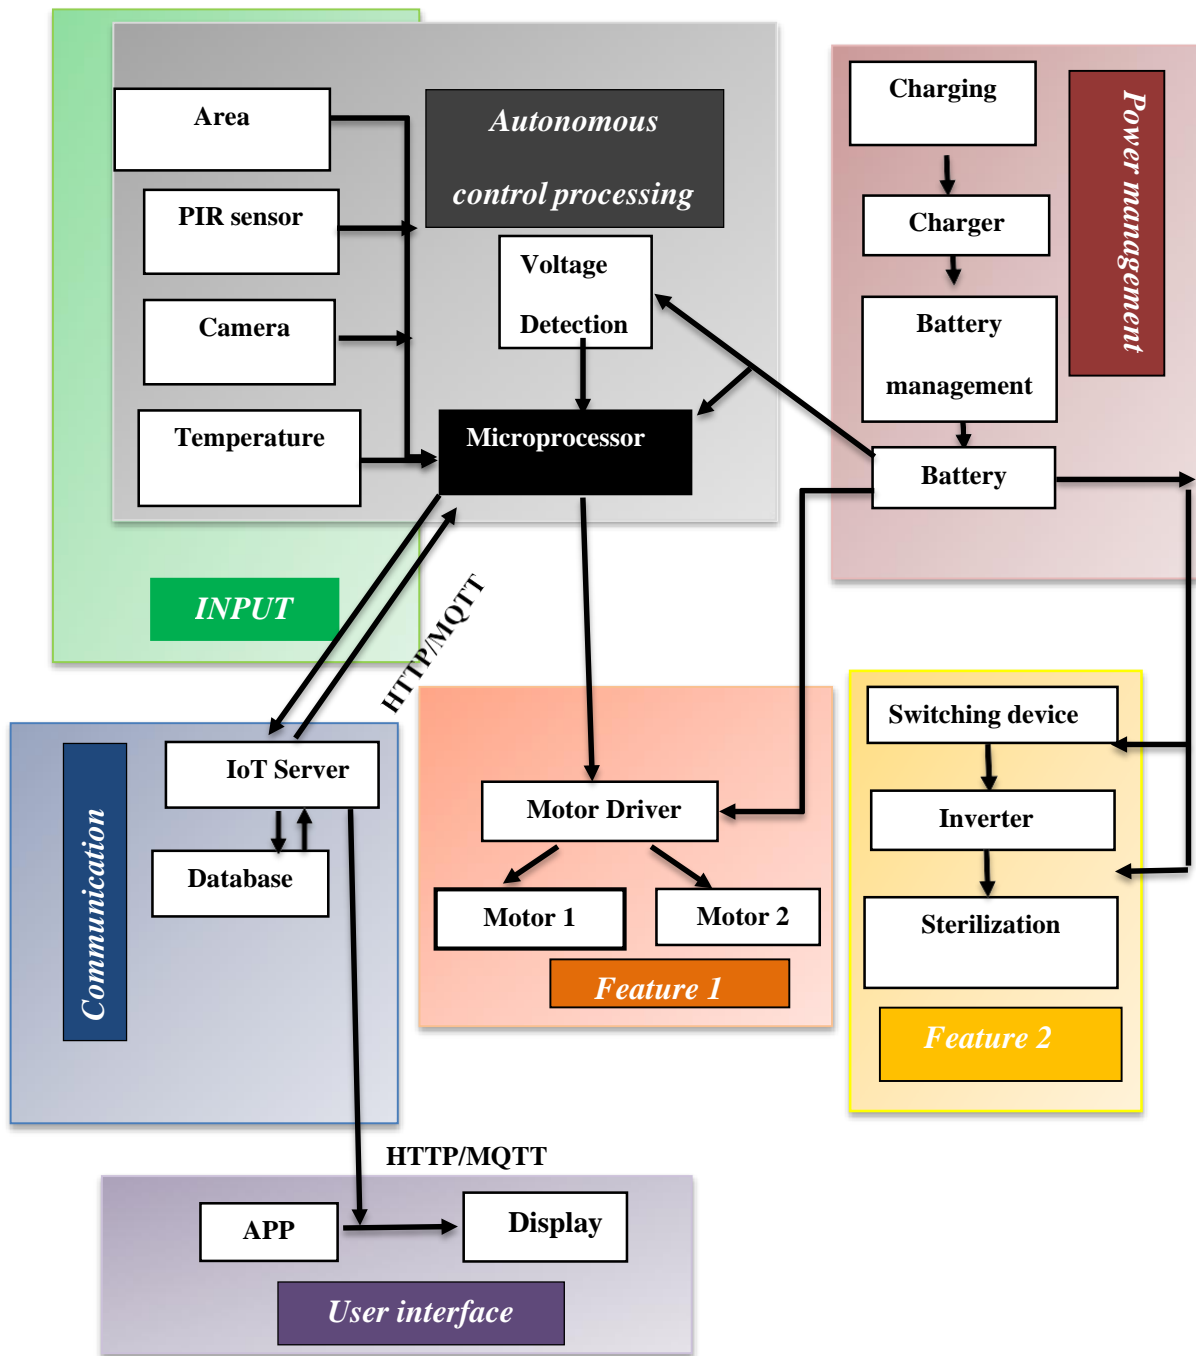 Area
PIR sensor
Camera
Temperature
INPUT
Autonomous
control processing
Voltage
Detection
Microprocessor
Charging
Charger
Battery
management
Battery
Power management
HTTP/MQTT
IoT Server
Database
Communication
Motor Driver
Motor 1
Motor 2
Feature 1
Switching device
Inverter
Sterilization
Feature 2
HTTP/MQTT
APP
Display
User interface